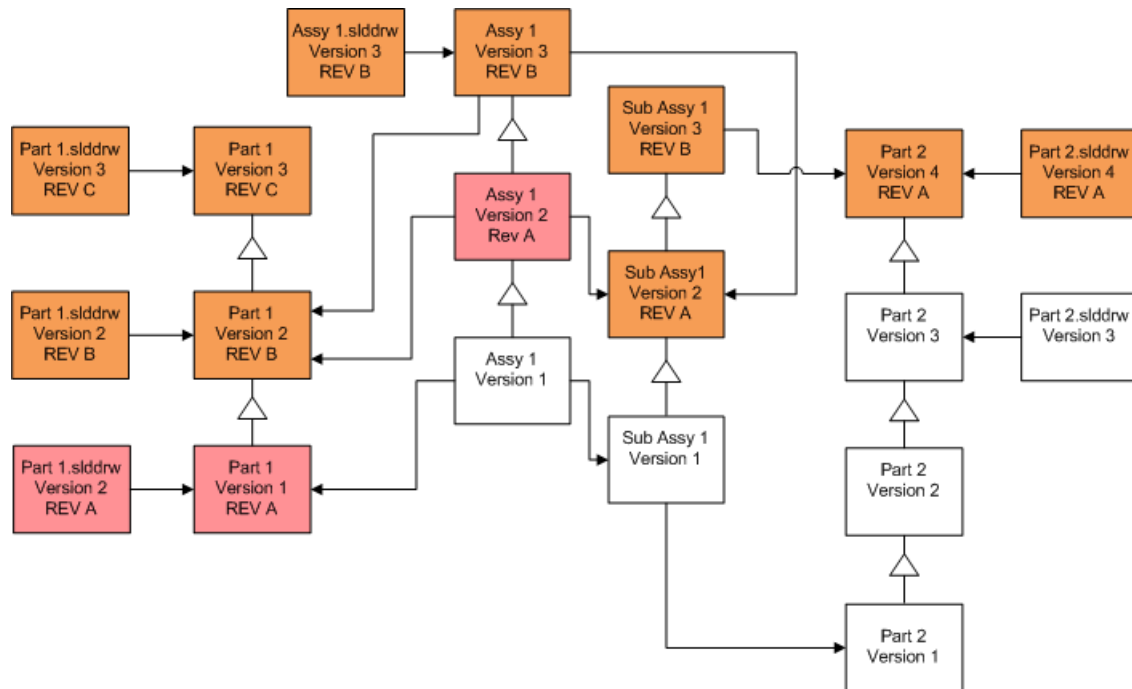 Assy 1.slddrw
Version 3
REV B
Assy 1
Version 3
REV B
Sub Assy 1
Version 3
REV B
Part 1.slddrw
Version 3
REV C
Part 1
Version 3
REV C
Part 2
Version 4
REV A
Part 2.slddrw
Version 4
REV A
Assy 1
Version 2
Rev A
Sub Assy1
Version 2
REV A
Part 1.slddrw
Version 2
REV B
Part 1
Version 2
REV B
Part 2
Version 3
Part 2.slddrw
Version 3
Assy 1
Version 1
Sub Assy 1
Version 1
Part 1.slddrw
Version 2
REV A
Part 1
Version 1
REV A
Part 2
Version 2
Part 2
Version 1